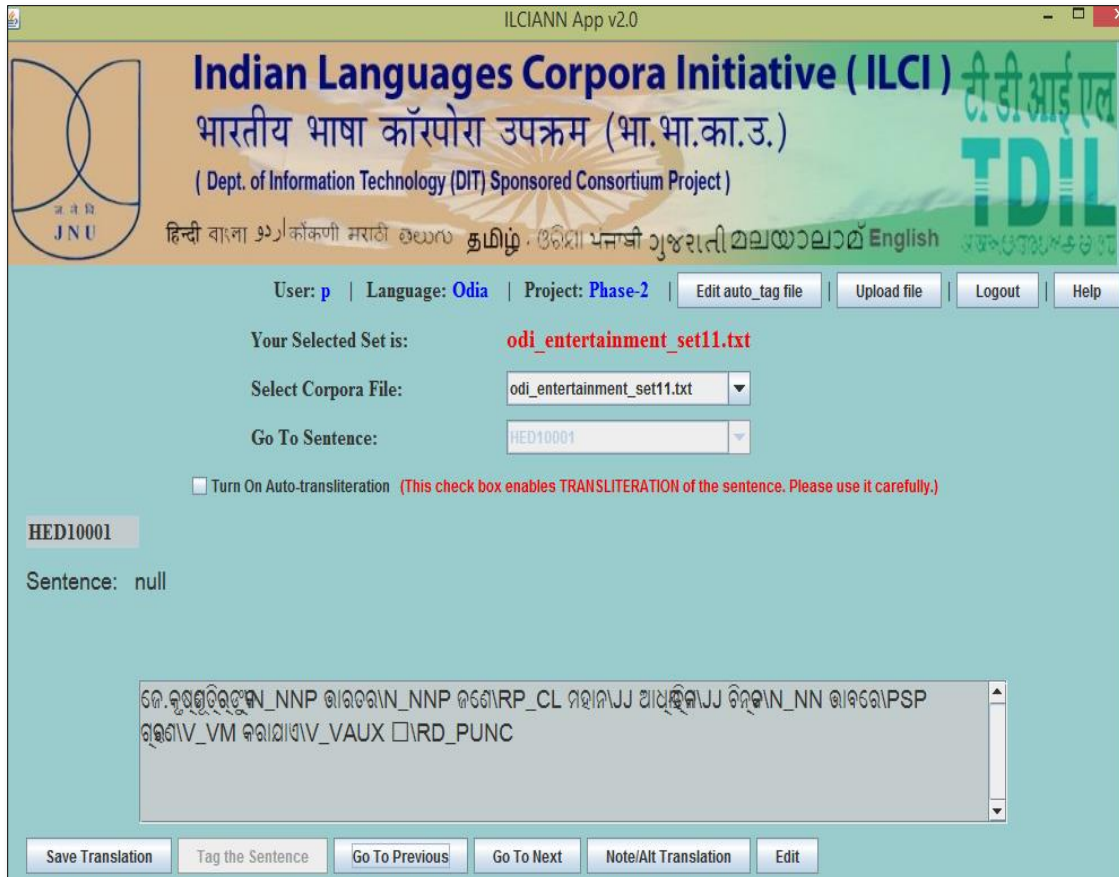 ILCIANN App v2.0
Indian Languages Corpora Initiative ( ILCI )
भारतीय भाषा कॉरपोरा उपक्रम (भा.भा.का.उ.)
( Dept. of Information Technology (DIT) Sponsored Consortium Project )
टी डी आई एल
TDIL
ज. ने. वि.
JNU
हिन्दी বাংলা اردو कोंकणी मराठी తెలుగు தமிழ் ଓଡ଼ିଆ ਪੰਜਾਬੀ ગુજરાતી മലയാളം English
User: p | Language: Odia | Project: Phase-2 | Edit auto_tag file | Upload file | Logout | Help
Your Selected Set is: odi_entertainment_set11.txt
Select Corpora File: odi_entertainment_set11.txt
Go To Sentence: HED10001
Turn On Auto-transliteration (This check box enables TRANSLITERATION of the sentence. Please use it carefully.)
HED10001
Sentence: null
\N_NNP ଭାରତର\N_NNP ଜଣେ\RP_CL ମହାନ\JJ \JJ \N_NN ଭାବରେ\PSP
\V_VM କରାଯାଏ\V_VAUX □\RD_PUNC
Save Translation Tag the Sentence Go To Previous Go To Next Note/Alt Translation Edit